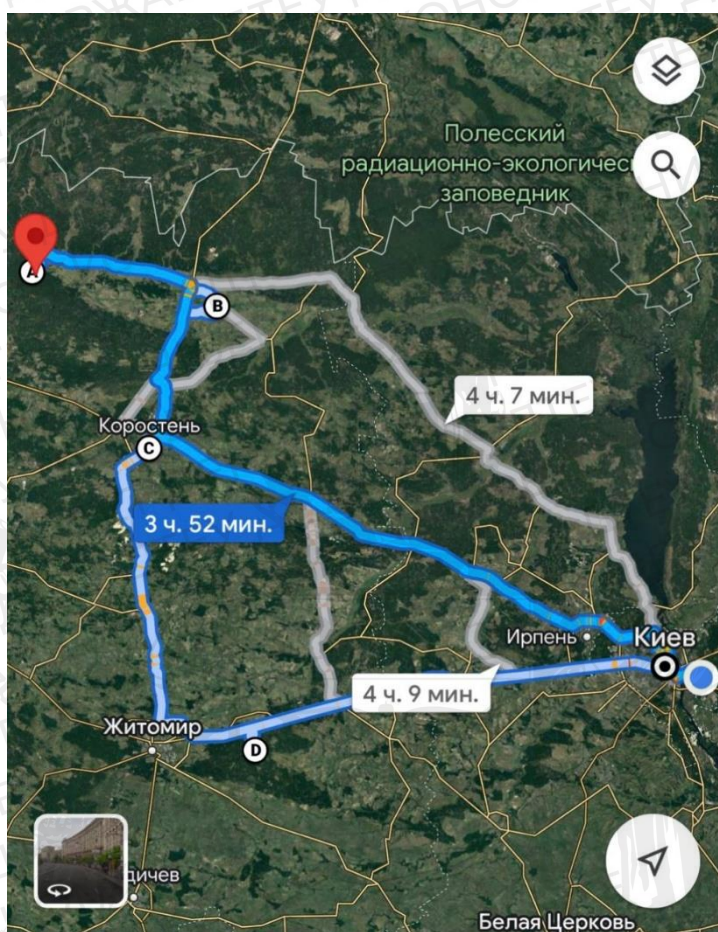 Полесский
радиационно-экологичес
заповедник
A
B
4 ч. 7 мин.
Коростень
C
3 ч. 52 мин.
Ирпень
Киев
4 ч. 9 мин.
Житомир
D
дичев
Белая Церковь